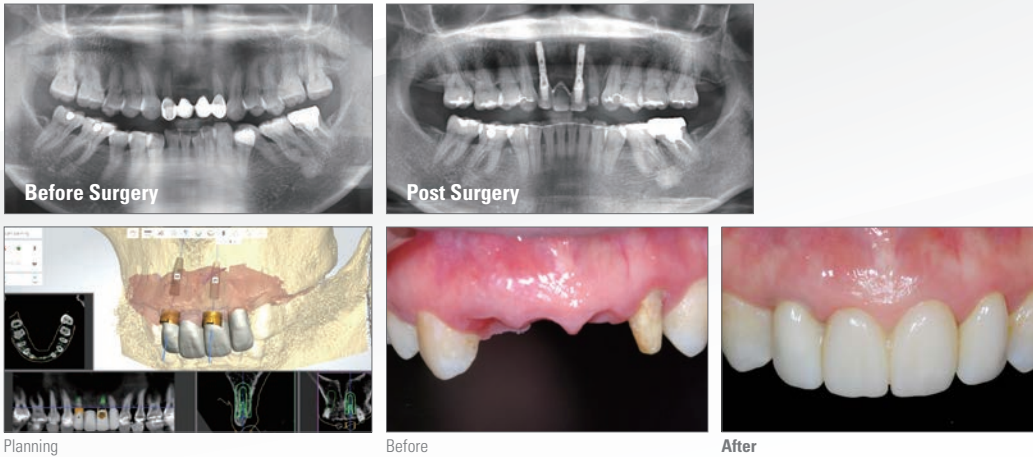 Before Surgery
Post Surgery
Planning
Before
After